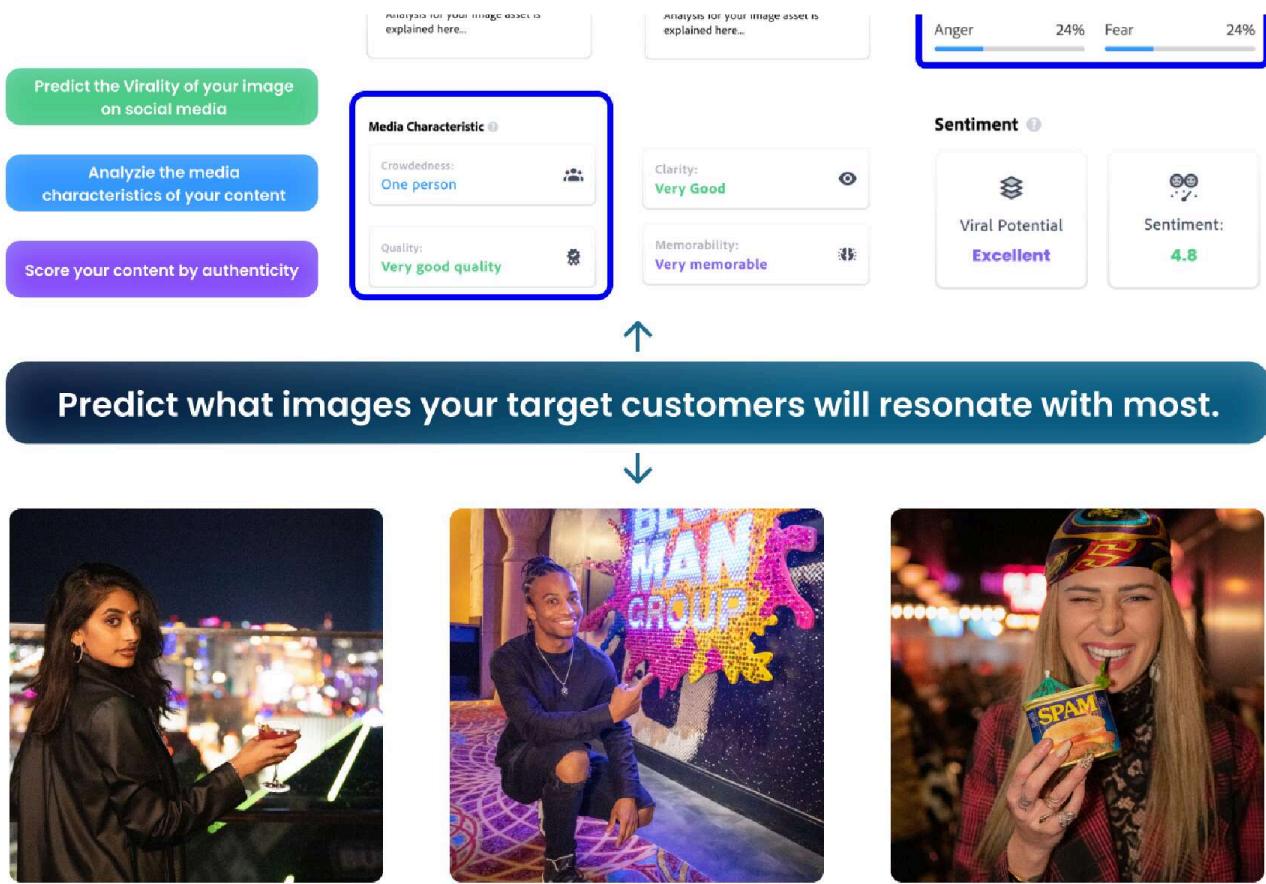 Analysis for your image asset is
explained here...
Analysis for your image asset is
explained here...
Anger 24% Fear 24%
Predict the Virality of your image
on social media
Analyzie the media
characteristics of your content
Score your content by authenticity
Media Characteristic
Crowdedness:
One person
Quality:
Very good quality
Clarity:
Very Good
Memorability:
Very memorable
Sentiment
Viral Potential
Excellent
Sentiment:
4.8
Predict what images your target customers will resonate with most.
BLUE
MAN
GROUP
SPAM